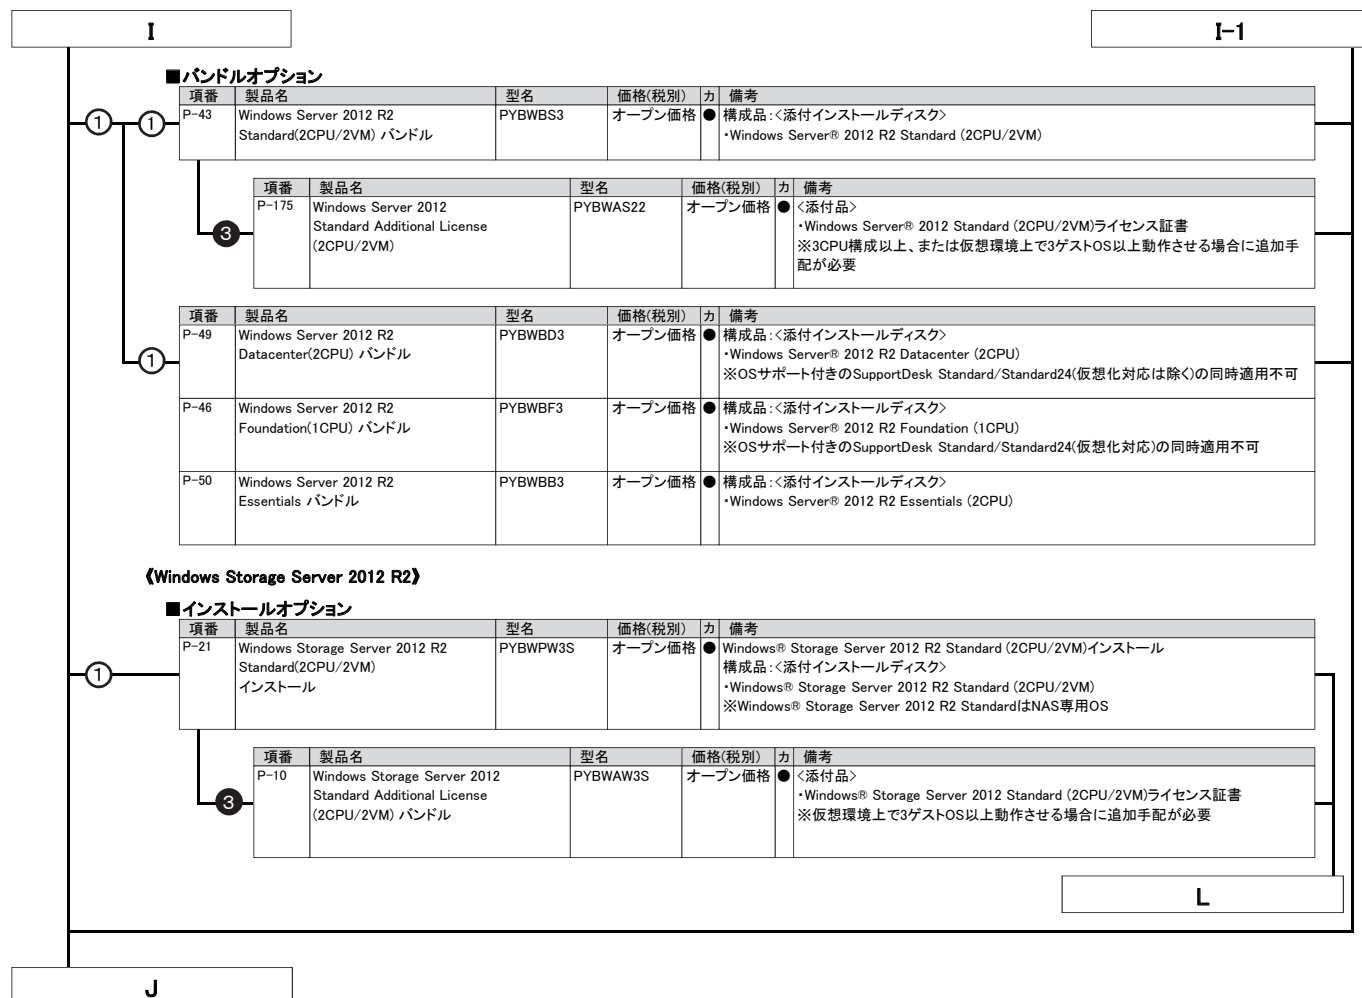 I
I-1
■バンドルオプション
項番 製品名 型名 価格(税別) カ 備考
P-43 Windows Server 2012 R2 PYBWBS3 オープン価格 ● 構成品:<添付インストールディスク>
Standard(2CPU/2VM) バンドル ・Windows Server® 2012 R2 Standard (2CPU/2VM)
① ①
項番 製品名 型名 価格(税別) カ 備考
P-175 Windows Server 2012 PYBWAS22 オープン価格 ● <添付品>
Standard Additional License ・Windows Server® 2012 Standard (2CPU/2VM)ライセンス証書
❸
(2CPU/2VM) ※3CPU構成以上、または仮想環境上で3ゲストOS以上動作させる場合に追加手
配が必要
項番 製品名 型名 価格(税別) カ 備考
P-49 Windows Server 2012 R2 PYBWBD3 オープン価格 ● 構成品:<添付インストールディスク>
Datacenter(2CPU) バンドル ・Windows Server® 2012 R2 Datacenter (2CPU)
①
※OSサポート付きのSupportDesk Standard/Standard24(仮想化対応は除く)の同時適用不可
P-46 Windows Server 2012 R2 PYBWBF3 オープン価格 ● 構成品:<添付インストールディスク>
Foundation(1CPU) バンドル ・Windows Server® 2012 R2 Foundation (1CPU)
※OSサポート付きのSupportDesk Standard/Standard24(仮想化対応)の同時適用不可
P-50 Windows Server 2012 R2 PYBWBB3 オープン価格 ● 構成品:<添付インストールディスク>
Essentials バンドル ・Windows Server® 2012 R2 Essentials (2CPU)
《Windows Storage Server 2012 R2》
■インストールオプション
項番 製品名 型名 価格(税別) カ 備考
P-21 Windows Storage Server 2012 R2 PYBWPW3S オープン価格 ● Windows® Storage Server 2012 R2 Standard (2CPU/2VM)インストール
Standard(2CPU/2VM) 構成品:<添付インストールディスク>
①
インストール ・Windows® Storage Server 2012 R2 Standard (2CPU/2VM)
※Windows® Storage Server 2012 R2 StandardはNAS専用OS
項番 製品名 型名 価格(税別) カ 備考
P-10 Windows Storage Server 2012 PYBWAW3S オープン価格 ● <添付品>
Standard Additional License ・Windows® Storage Server 2012 Standard (2CPU/2VM)ライセンス証書
❸
(2CPU/2VM) バンドル ※仮想環境上で3ゲストOS以上動作させる場合に追加手配が必要
L
J